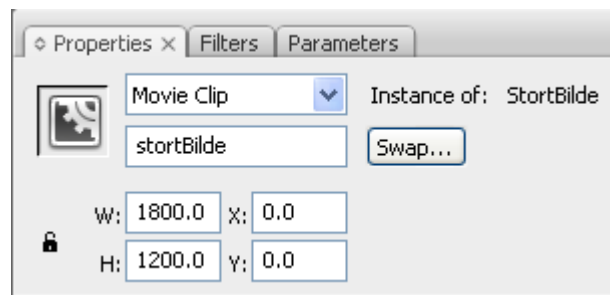 Properties × Filters Parameters
Movie Clip Instance of: StortBilde
stortBilde Swap...
W: 1800.0 X: 0.0
H: 1200.0 Y: 0.0